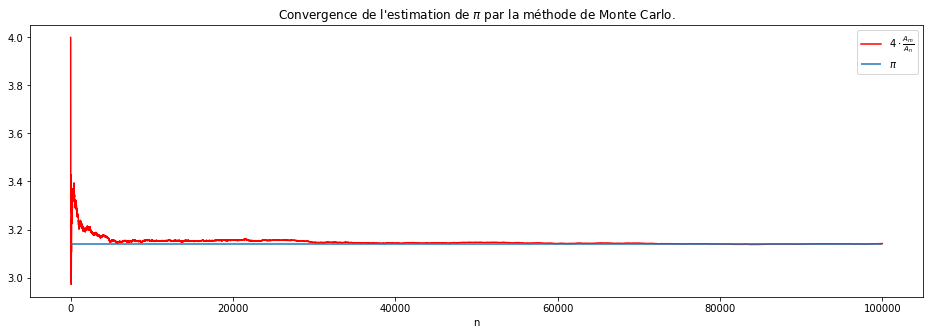 Convergence de l'estimation de π par la méthode de Monte Carlo.
4.0
3.8
3.6
3.4
3.2
3.0
4 · A_m/A_n
π
0 20000 40000 60000 80000 100000
n